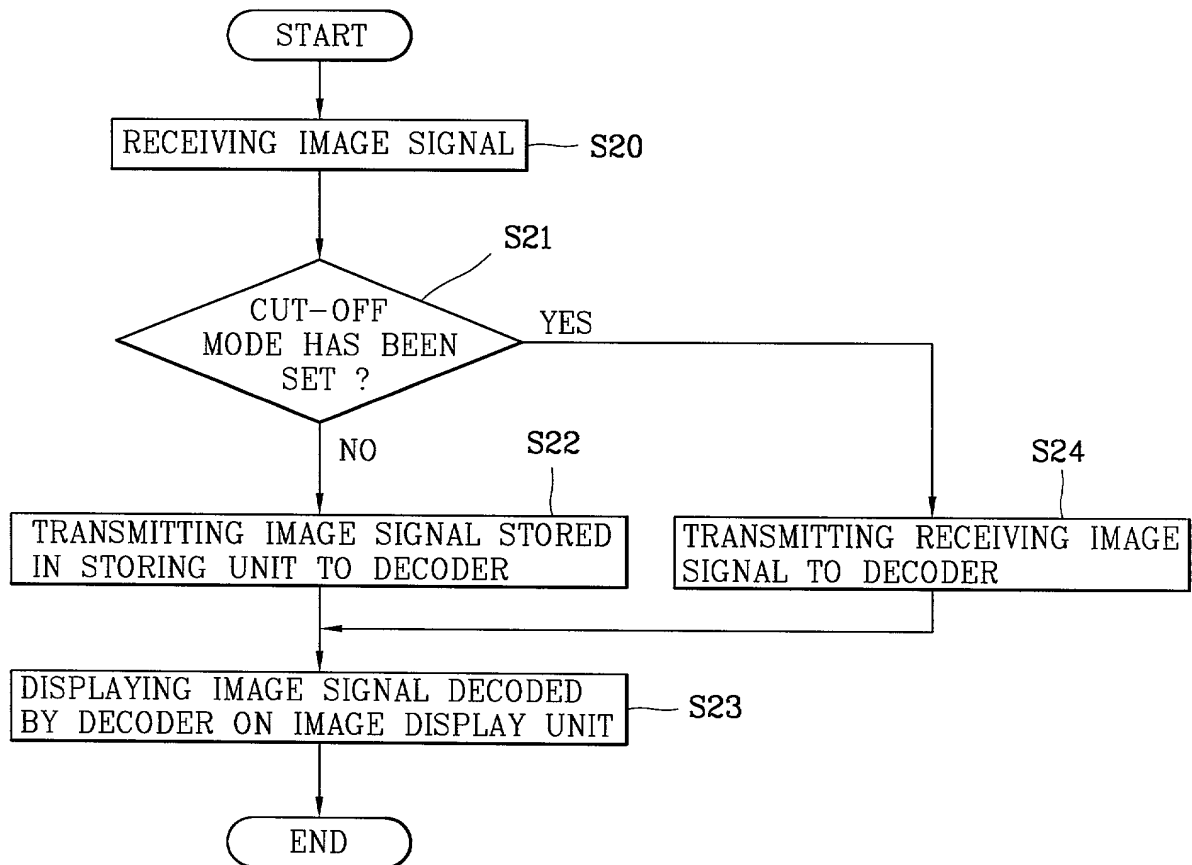 START
RECEIVING IMAGE SIGNAL
S20
S21
CUT-OFF
MODE HAS BEEN
SET ?
YES
NO
S22
S24
TRANSMITTING IMAGE SIGNAL STORED
IN STORING UNIT TO DECODER
TRANSMITTING RECEIVING IMAGE
SIGNAL TO DECODER
DISPLAYING IMAGE SIGNAL DECODED
BY DECODER ON IMAGE DISPLAY UNIT
S23
END